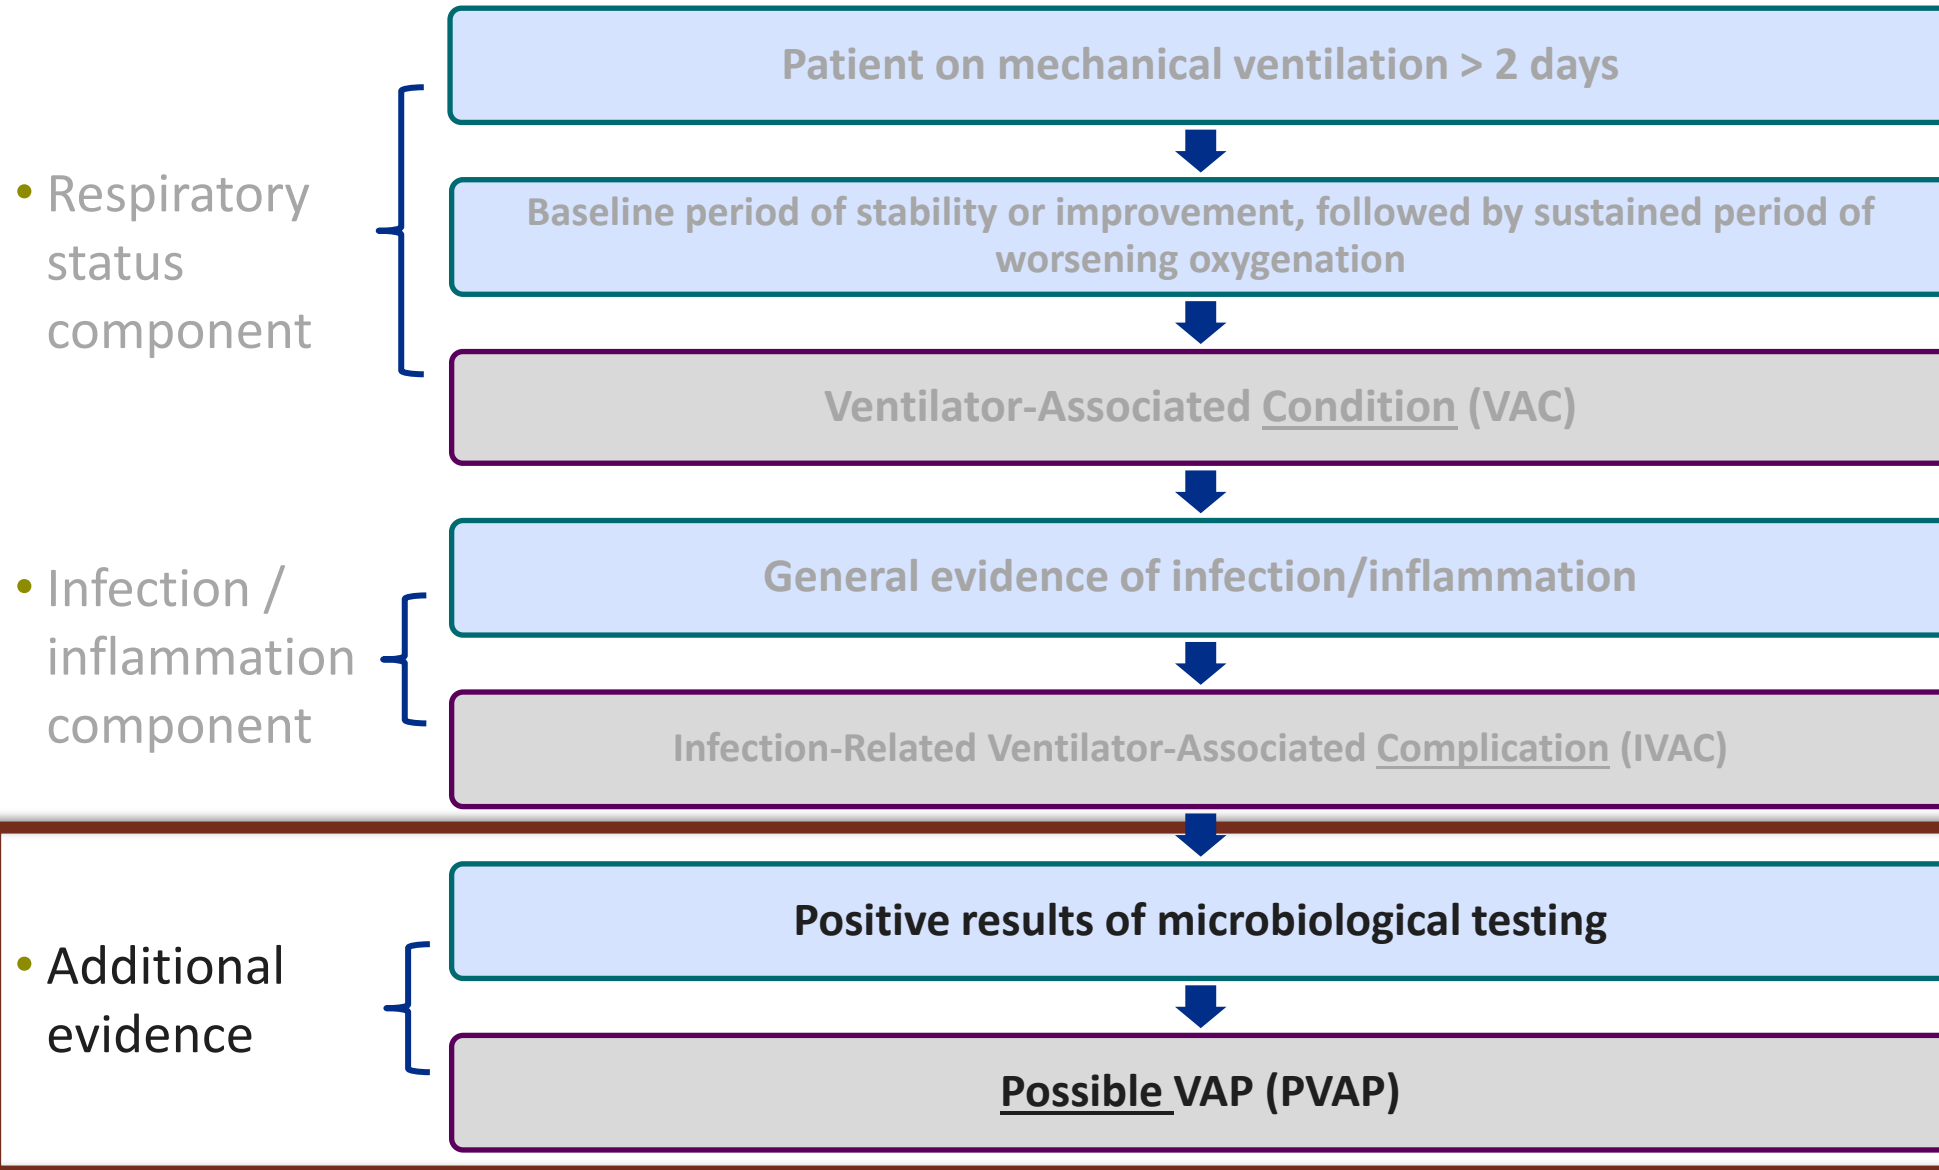 Patient on mechanical ventilation > 2 days
• Respiratory
status
component
Baseline period of stability or improvement, followed by sustained period of
worsening oxygenation
Ventilator-Associated Condition (VAC)
• Infection /
inflammation
component
General evidence of infection/inflammation
Infection-Related Ventilator-Associated Complication (IVAC)
• Additional
evidence
Positive results of microbiological testing
Possible VAP (PVAP)